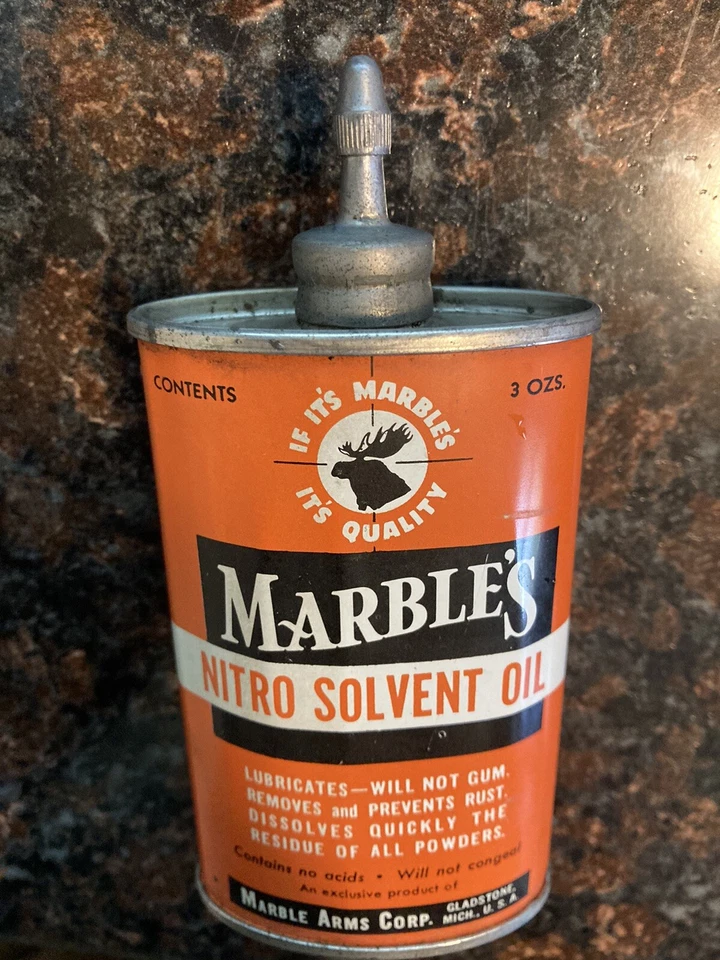 CONTENTS 3 OZS.
IF IT'S MARBLE'S
IT'S QUALITY
MARBLE'S
NITRO SOLVENT OIL
LUBRICATES—WILL NOT GUM.
REMOVES and PREVENTS RUST.
DISSOLVES QUICKLY THE
RESIDUE OF ALL POWDERS.
Contains no acids • Will not congeal
An exclusive product of
MARBLE ARMS CORP. GLADSTONE,
MICH., U. S. A.